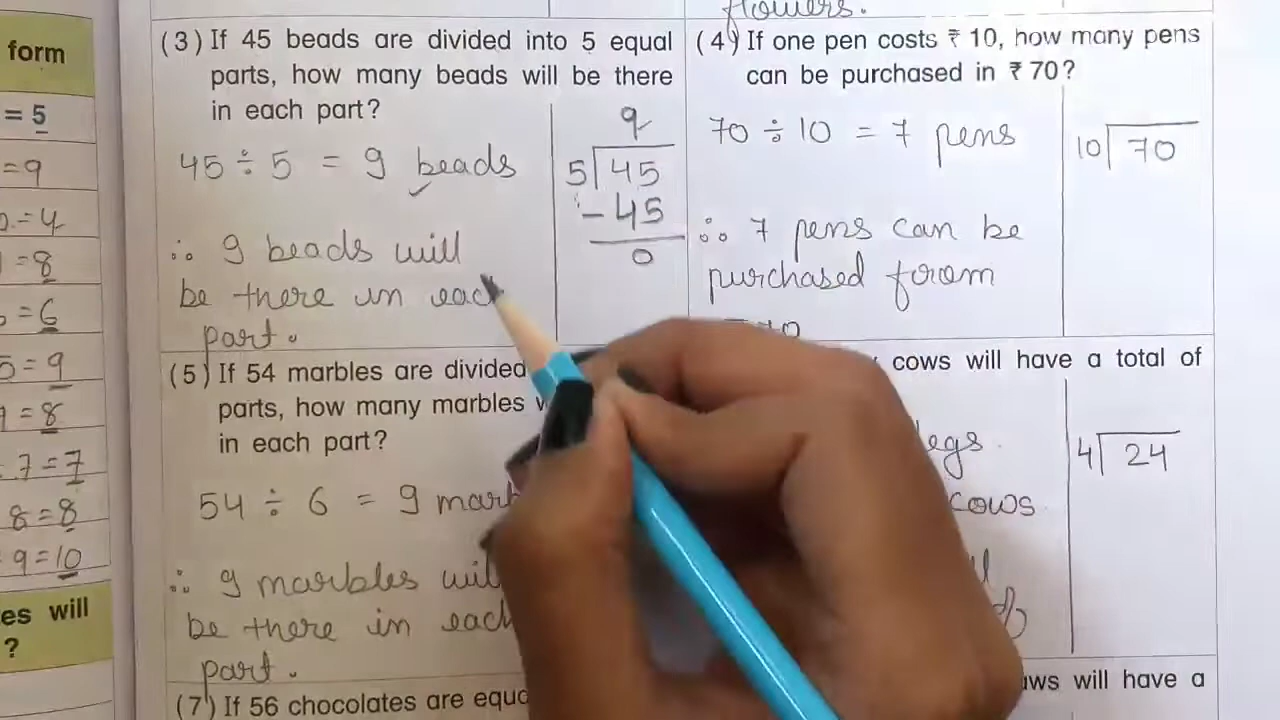 flowers.
form
= 5
= 9
= 4
= 8
= 6
5 = 9
= 8
7 = 7
8 = 8
9 = 10
es will
?
(3) If 45 beads are divided into 5 equal
parts, how many beads will be there
in each part?
45 ÷ 5 = 9 beads
∴ 9 beads will
be there in each
part.
9
5 45
- 45
0
(4) If one pen costs ₹ 10, how many pens
can be purchased in ₹ 70?
70 ÷ 10 = 7 pens
∴ 7 pens can be
purchased forom
10 70
(5) If 54 marbles are divided
parts, how many marbles
in each part?
54 ÷ 6 = 9
∴ 9 marbles
be there in each
part.
cows will have a total of
legs.
cows
4 24
(7) If 56 chocolates are
will have a